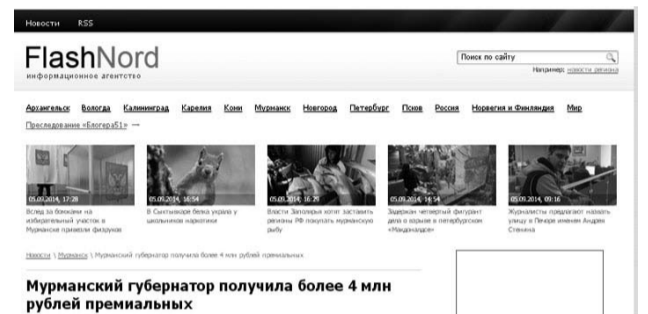 Новости RSS
FlashNord
информационное агентство
Поиск по сайту
Например: новости региона
Архангельск Вологда Калининград Карелия Коми Мурманск Новгород Петербург Псков Россия Норвегия и Финляндия Мир
Преследование «Блогера51» —
05.09.2014, 17:28
Вслед за бомжами на
избирательный участок в
Мурманске привезли физруков
05.09.2014, 16:54
В Сыктывкаре белка украла у
школьников наркотики
05.09.2014, 16:29
Власти Заполярья хотят заставить
регионы РФ покупать мурманскую
рыбу
05.09.2014, 14:54
Задержан четвертый фигурант
дела о взрыве в петербургском
«Макдоналдсе»
05.09.2014, 09:16
Журналисты предлагают назвать
улицу в Печоре именем Андрея
Стенина
Новости \ Мурманск \ Мурманский губернатор получила более 4 млн рублей премиальных
Мурманский губернатор получила более 4 млн
рублей премиальных